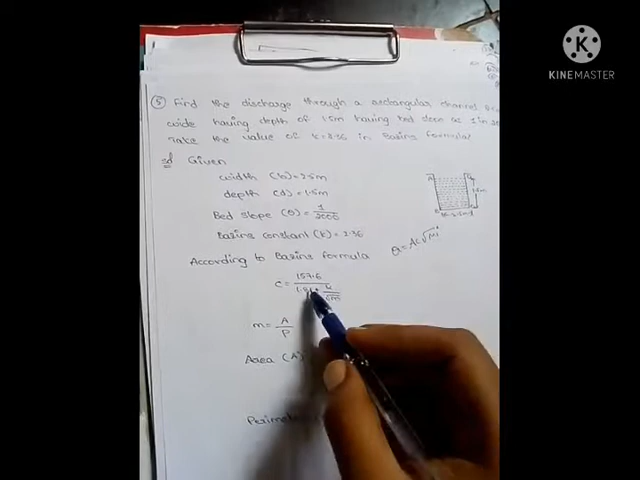 KINEMASTER
5 Find the discharge through a rectangular channel
wide having depth of 1.5m having bed slope as 1 in
Take the value of k=2.36 in Bazins formula
Sol Given
width (b) = 2.5m
depth (d) = 1.5m
Bed slope (θ) = 1/2000
Bazins constant (k) = 2.36
Q = AC√mi
According to Bazins formula
C = 157.6 / 1.81 + k/√m
m = A/P
Area (A)